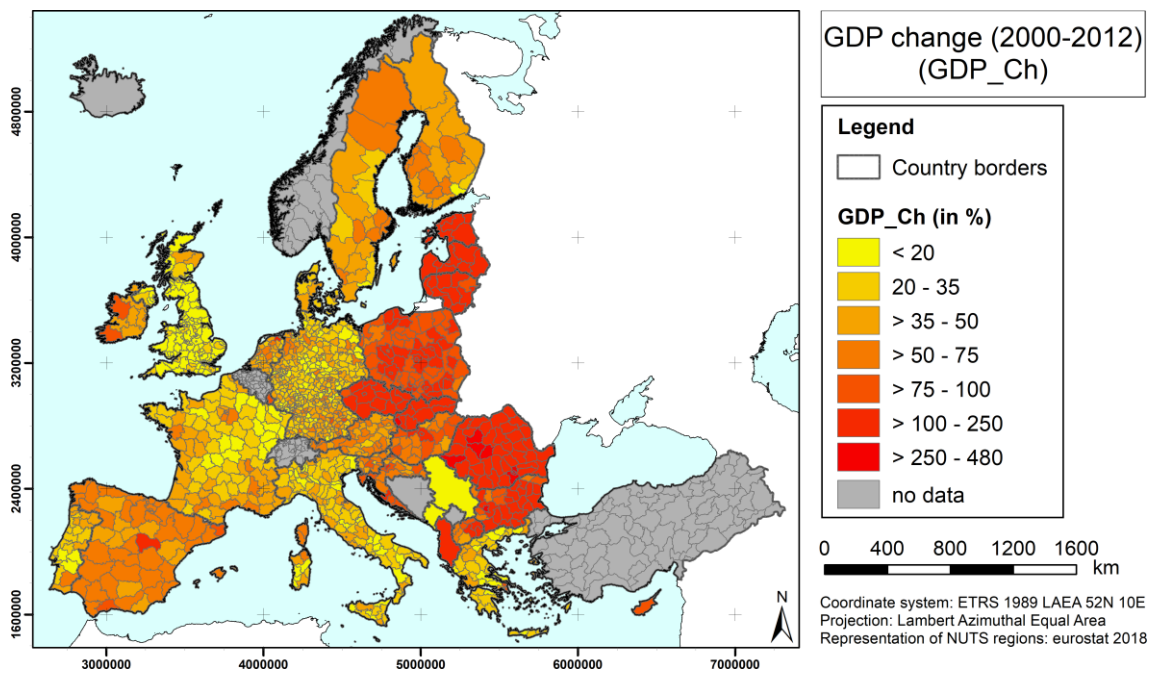 GDP change (2000-2012)
(GDP_Ch)
Legend
Country borders
GDP_Ch (in %)
< 20
20 - 35
> 35 - 50
> 50 - 75
> 75 - 100
> 100 - 250
> 250 - 480
no data
0 400 800 1200 1600
km
Coordinate system: ETRS 1989 LAEA 52N 10E
Projection: Lambert Azimuthal Equal Area
Representation of NUTS regions: eurostat 2018
N
4800000
4000000
3200000
2400000
1600000
3000000 4000000 5000000 6000000 7000000